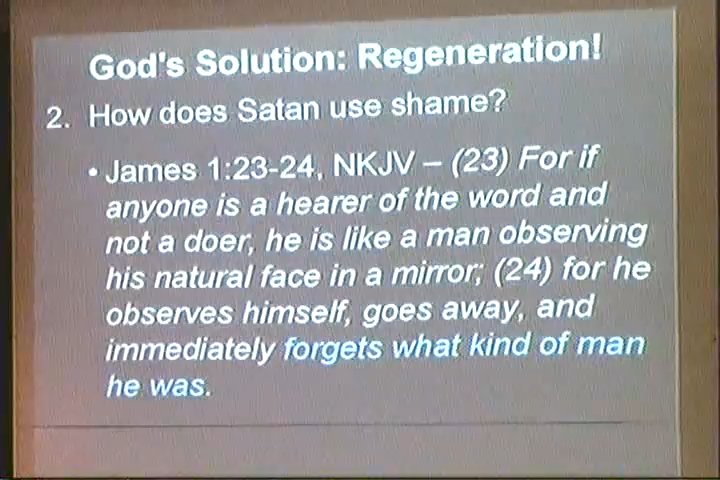 God's Solution: Regeneration!
2. How does Satan use shame?
• James 1:23-24, NKJV – (23) For if
anyone is a hearer of the word and
not a doer, he is like a man observing
his natural face in a mirror; (24) for he
observes himself, goes away, and
immediately forgets what kind of man
he was.